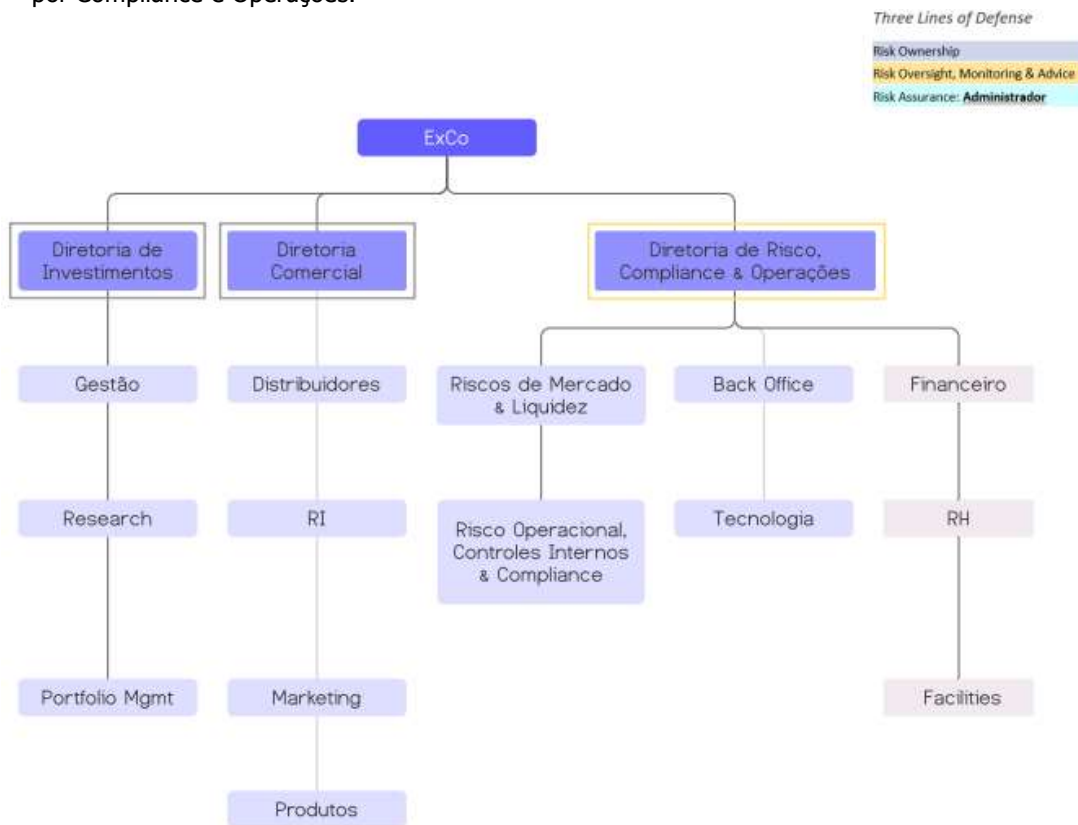 por Compliance e Operações.
Three Lines of Defense
Risk Ownership
Risk Oversight, Monitoring & Advice
Risk Assurance: Administrador
ExCo
Diretoria de
Investimentos
Diretoria
Comercial
Diretoria de Risco,
Compliance & Operações
Gestão
Distribuidores
Riscos de Mercado
& Liquidez
Back Office
Financeiro
Research
RI
Risco Operacional,
Controles Internos
& Compliance
Tecnologia
RH
Portfolio Mgmt
Marketing
Facilities
Produtos